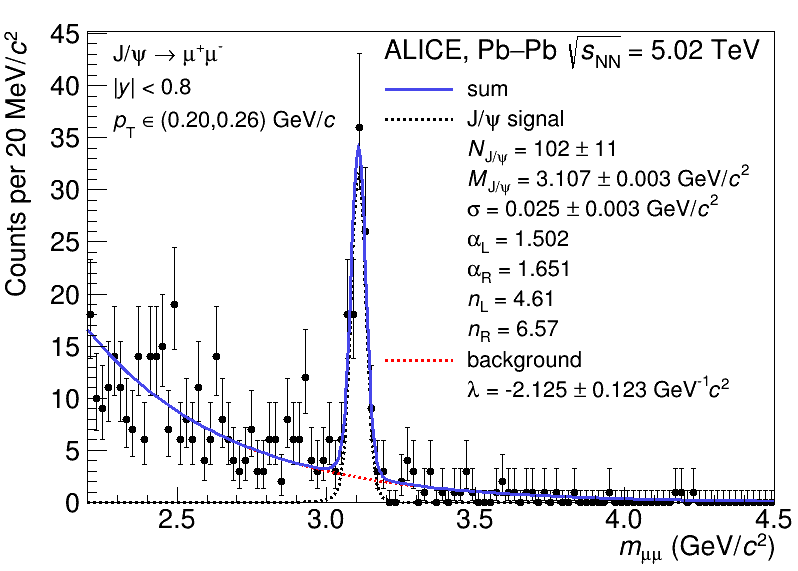 J/ψ → μ⁺μ⁻
|y| < 0.8
p_T ∈ (0.20,0.26) GeV/c
ALICE, Pb–Pb √s_NN = 5.02 TeV
sum
J/ψ signal
N_J/ψ = 102 ± 11
M_J/ψ = 3.107 ± 0.003 GeV/c²
σ = 0.025 ± 0.003 GeV/c²
α_L = 1.502
α_R = 1.651
n_L = 4.61
n_R = 6.57
background
λ = -2.125 ± 0.123 GeV⁻¹c²
Counts per 20 MeV/c²
45
40
35
30
25
20
15
10
5
0
2.5 3.0 3.5 4.0 4.5
m_μμ (GeV/c²)